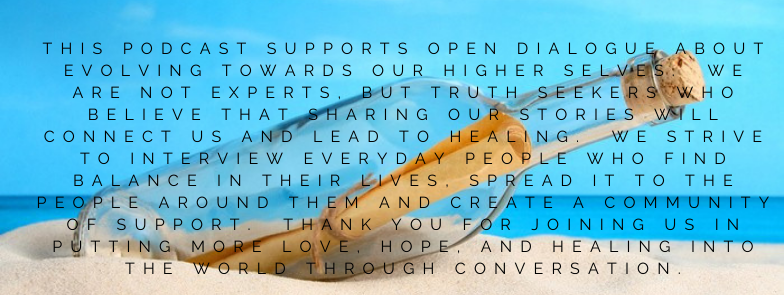 THIS PODCAST SUPPORTS OPEN DIALOGUE ABOUT
EVOLVING TOWARDS OUR HIGHER SELVES. WE
ARE NOT EXPERTS, BUT TRUTH SEEKERS WHO
BELIEVE THAT SHARING OUR STORIES WILL
CONNECT US AND LEAD TO HEALING. WE STRIVE
TO INTERVIEW EVERYDAY PEOPLE WHO FIND
BALANCE IN THEIR LIVES, SPREAD IT TO THE
PEOPLE AROUND THEM AND CREATE A COMMUNITY
OF SUPPORT. THANK YOU FOR JOINING US IN
PUTTING MORE LOVE, HOPE, AND HEALING INTO
THE WORLD THROUGH CONVERSATION.